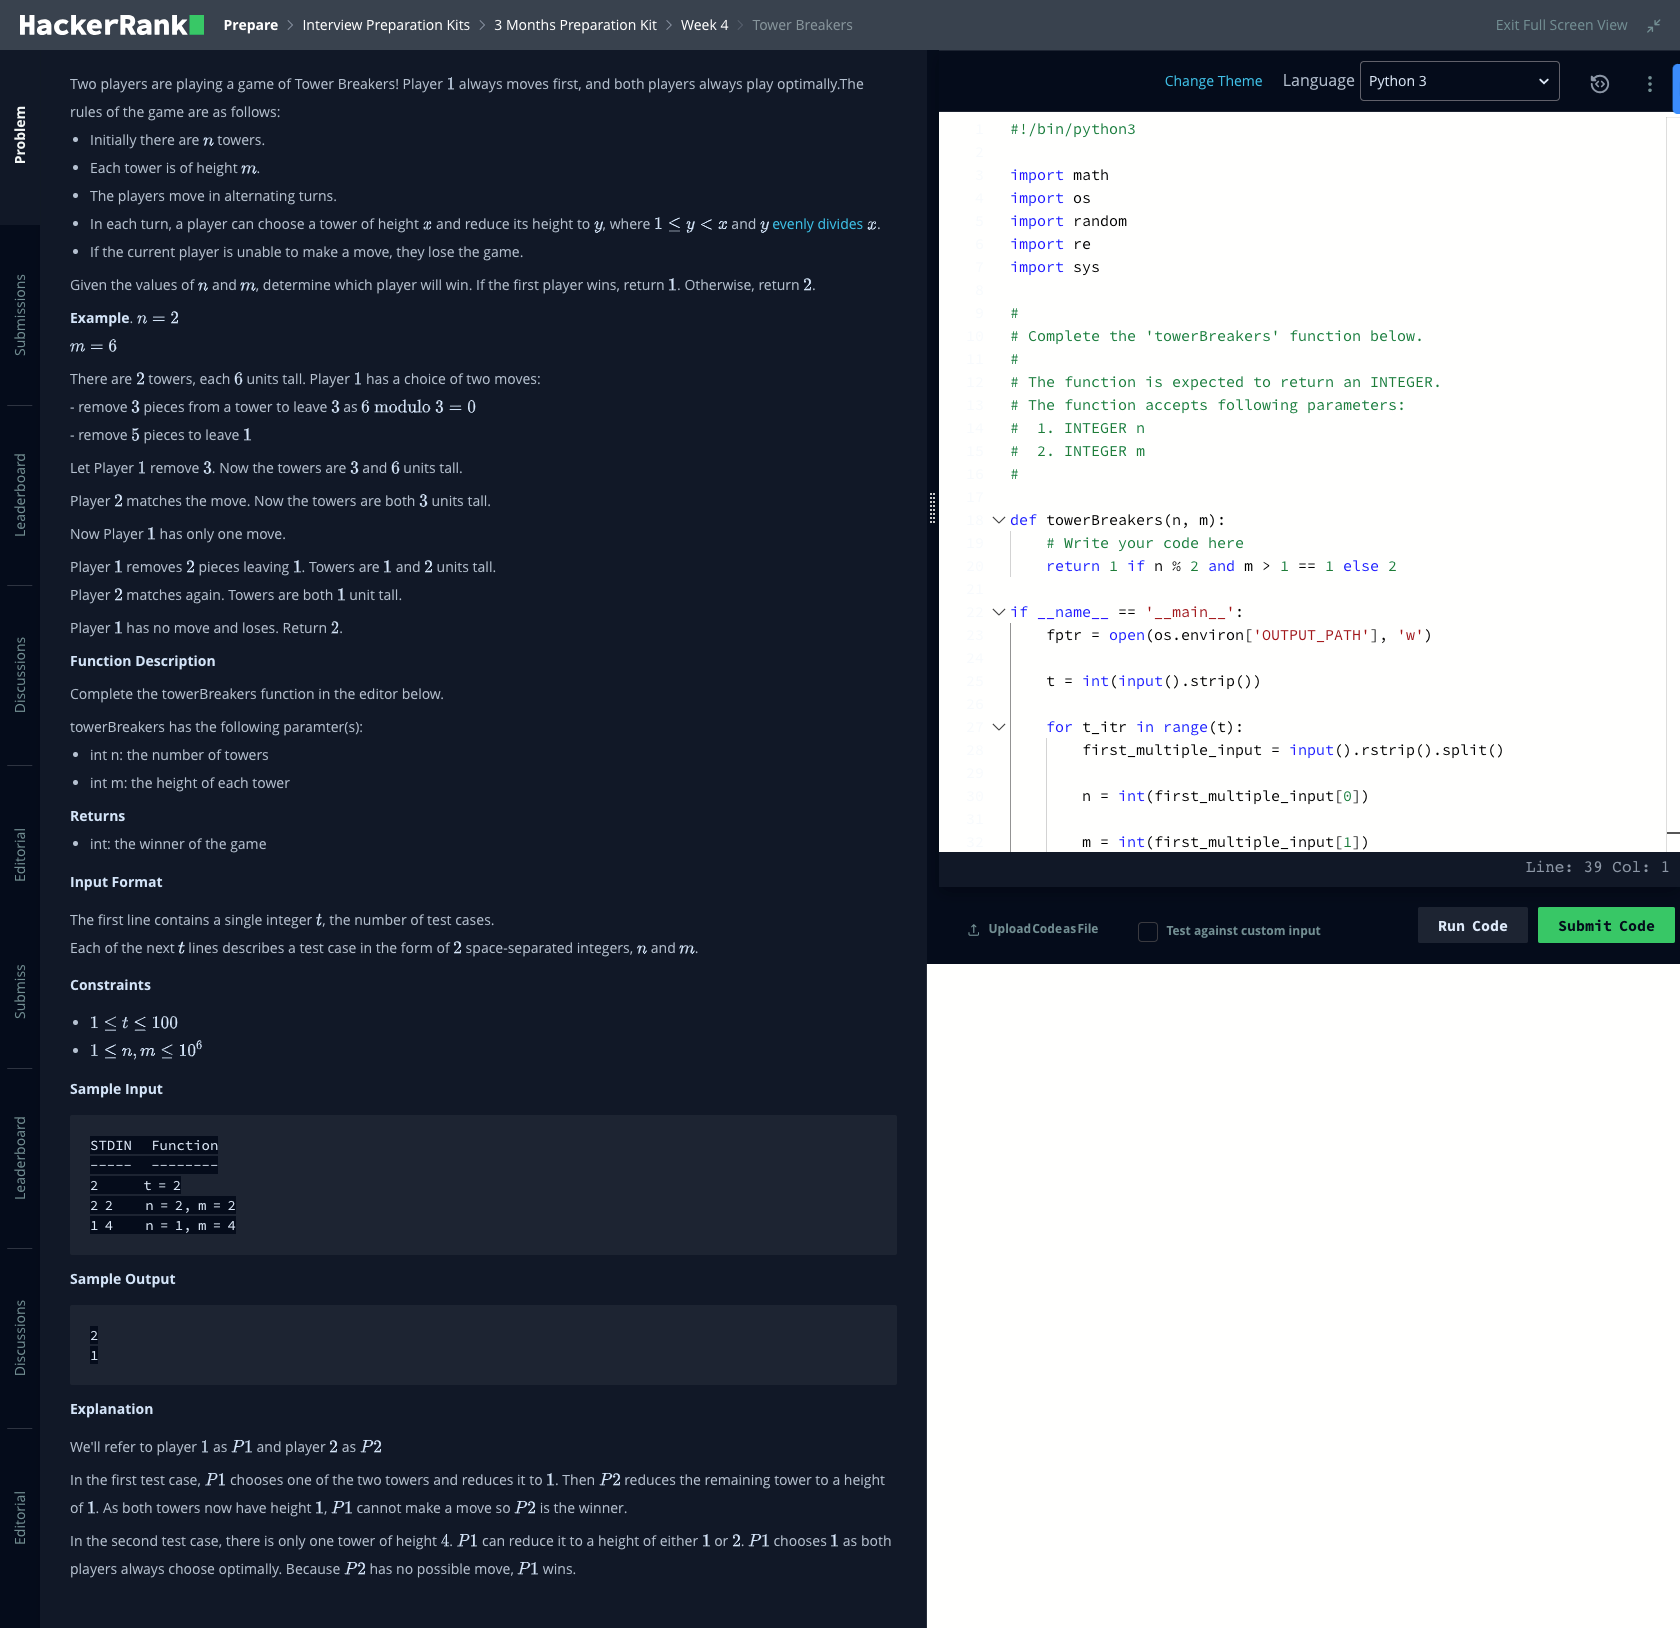 HackerRank Prepare > Interview Preparation Kits > 3 Months Preparation Kit > Week 4 > Tower Breakers Exit Full Screen View
Problem
Submissions
Leaderboard
Discussions
Editorial
Submiss
Leaderboard
Discussions
Editorial
Two players are playing a game of Tower Breakers! Player 1 always moves first, and both players always play optimally.The
rules of the game are as follows:
• Initially there are n towers.
• Each tower is of height m.
• The players move in alternating turns.
• In each turn, a player can choose a tower of height x and reduce its height to y, where 1 ≤ y < x and y evenly divides x.
• If the current player is unable to make a move, they lose the game.
Given the values of n and m, determine which player will win. If the first player wins, return 1. Otherwise, return 2.
Example. n = 2
m = 6
There are 2 towers, each 6 units tall. Player 1 has a choice of two moves:
- remove 3 pieces from a tower to leave 3 as 6 modulo 3 = 0
- remove 5 pieces to leave 1
Let Player 1 remove 3. Now the towers are 3 and 6 units tall.
Player 2 matches the move. Now the towers are both 3 units tall.
Now Player 1 has only one move.
Player 1 removes 2 pieces leaving 1. Towers are 1 and 2 units tall.
Player 2 matches again. Towers are both 1 unit tall.
Player 1 has no move and loses. Return 2.
Function Description
Complete the towerBreakers function in the editor below.
towerBreakers has the following paramter(s):
• int n: the number of towers
• int m: the height of each tower
Returns
• int: the winner of the game
Input Format
The first line contains a single integer t, the number of test cases.
Each of the next t lines describes a test case in the form of 2 space-separated integers, n and m.
Constraints
• 1 ≤ t ≤ 100
• 1 ≤ n, m ≤ 10⁶
Sample Input
STDIN Function
----- --------
2 t = 2
2 2 n = 2, m = 2
1 4 n = 1, m = 4
Sample Output
2
1
Explanation
We'll refer to player 1 as P1 and player 2 as P2
In the first test case, P1 chooses one of the two towers and reduces it to 1. Then P2 reduces the remaining tower to a height
of 1. As both towers now have height 1, P1 cannot make a move so P2 is the winner.
In the second test case, there is only one tower of height 4. P1 can reduce it to a height of either 1 or 2. P1 chooses 1 as both
players always choose optimally. Because P2 has no possible move, P1 wins.
Change Theme Language Python 3
#!/bin/python3
import math
import os
import random
import re
import sys
#
# Complete the 'towerBreakers' function below.
#
# The function is expected to return an INTEGER.
# The function accepts following parameters:
#  1. INTEGER n
#  2. INTEGER m
#
def towerBreakers(n, m):
    # Write your code here
    return 1 if n % 2 and m > 1 == 1 else 2
if __name__ == '__main__':
    fptr = open(os.environ['OUTPUT_PATH'], 'w')
    t = int(input().strip())
    for t_itr in range(t):
        first_multiple_input = input().rstrip().split()
        n = int(first_multiple_input[0])
        m = int(first_multiple_input[1])
Line: 39 Col: 1
Upload Code as File Test against custom input Run Code Submit Code